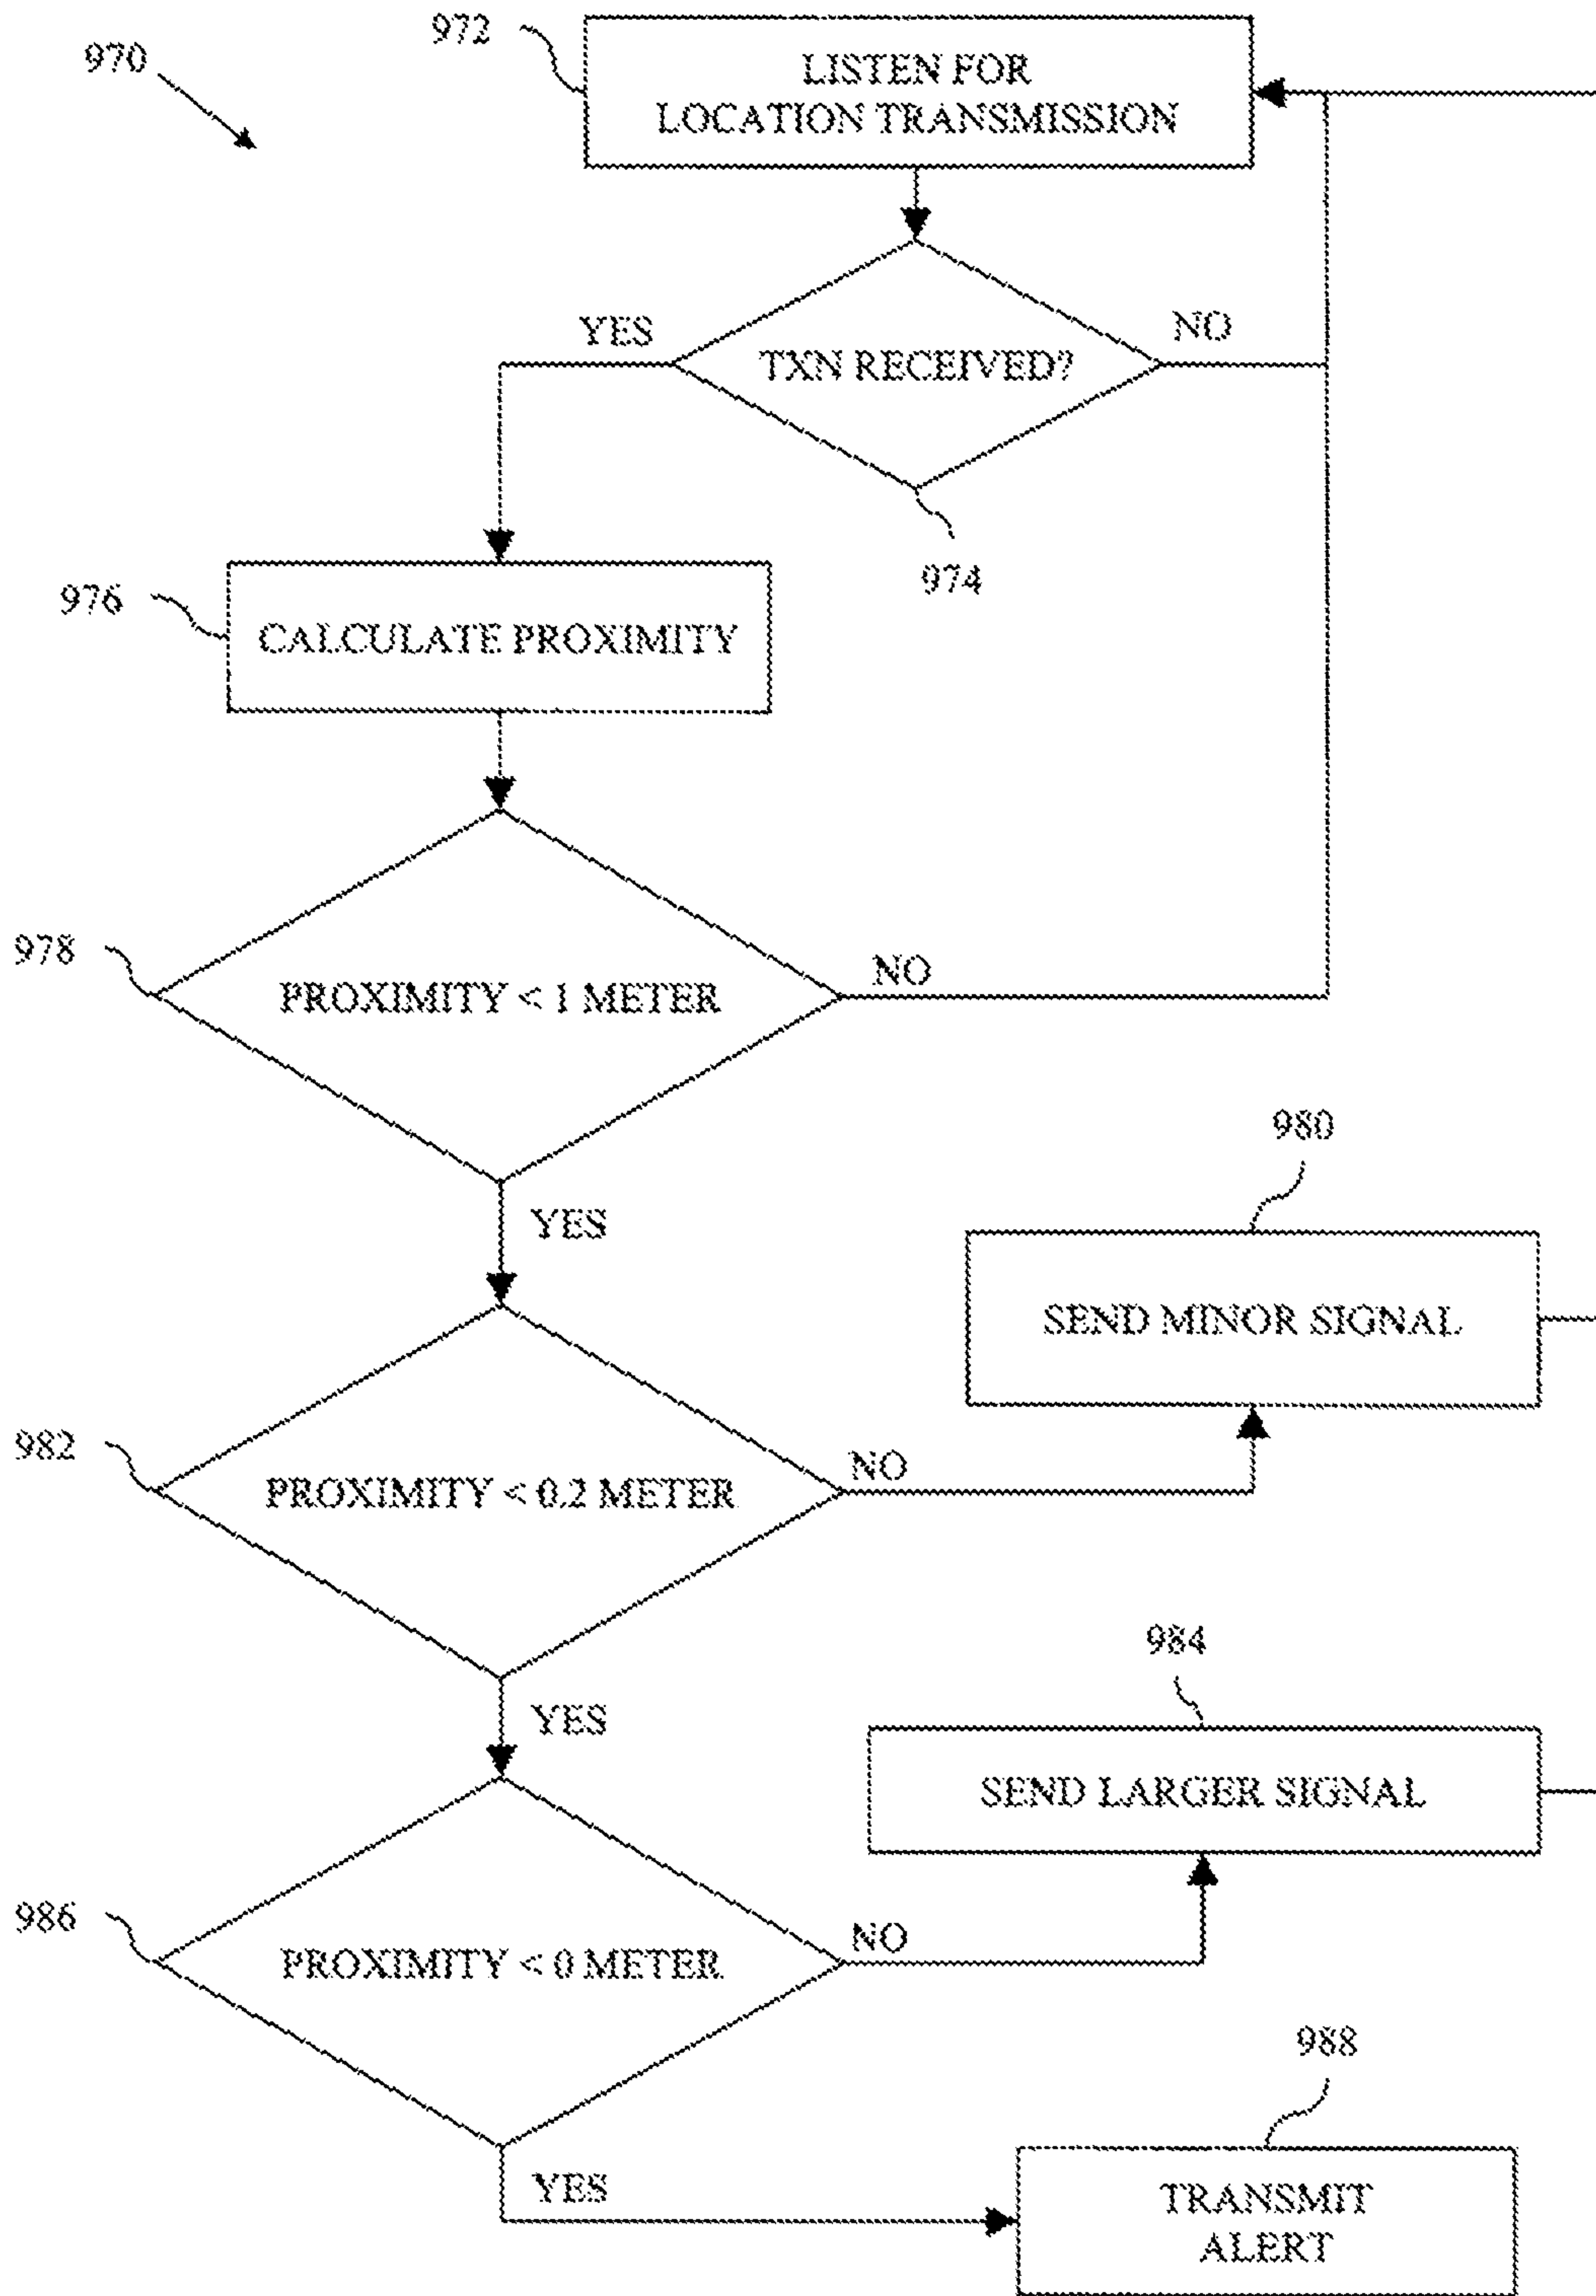 972
970
LISTEN FOR
LOCATION TRANSMISSION
YES
NO
TXN RECEIVED?
974
976
CALCULATE PROXIMITY
978
PROXIMITY < 1 METER
NO
YES
980
SEND MINOR SIGNAL
982
PROXIMITY < 0.2 METER
NO
YES
984
SEND LARGER SIGNAL
986
PROXIMITY < 0 METER
NO
YES
988
TRANSMIT
ALERT